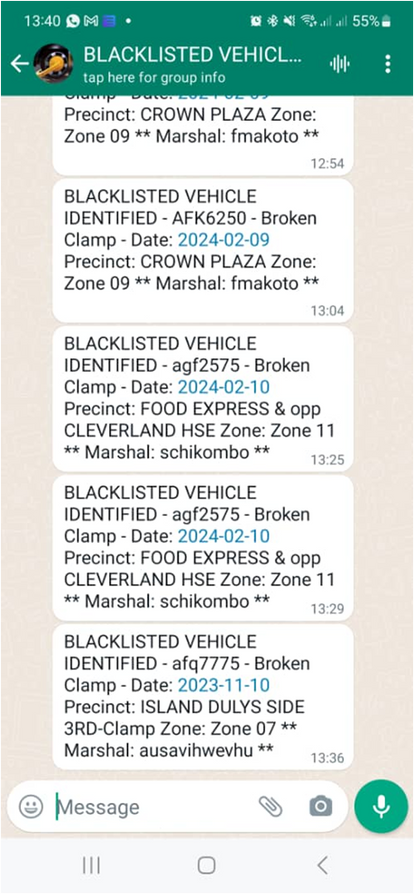 13:40 55%
BLACKLISTED VEHICL...
tap here for group info
Clamp - Date: 2024-02-09
Precinct: CROWN PLAZA Zone:
Zone 09 ** Marshal: fmakoto **
12:54
BLACKLISTED VEHICLE
IDENTIFIED - AFK6250 - Broken
Clamp - Date: 2024-02-09
Precinct: CROWN PLAZA Zone:
Zone 09 ** Marshal: fmakoto **
13:04
BLACKLISTED VEHICLE
IDENTIFIED - agf2575 - Broken
Clamp - Date: 2024-02-10
Precinct: FOOD EXPRESS & opp
CLEVERLAND HSE Zone: Zone 11
** Marshal: schikombo **
13:25
BLACKLISTED VEHICLE
IDENTIFIED - agf2575 - Broken
Clamp - Date: 2024-02-10
Precinct: FOOD EXPRESS & opp
CLEVERLAND HSE Zone: Zone 11
** Marshal: schikombo **
13:29
BLACKLISTED VEHICLE
IDENTIFIED - afq7775 - Broken
Clamp - Date: 2023-11-10
Precinct: ISLAND DULYS SIDE
3RD-Clamp Zone: Zone 07 **
Marshal: ausavihwevhu **
13:36
Message